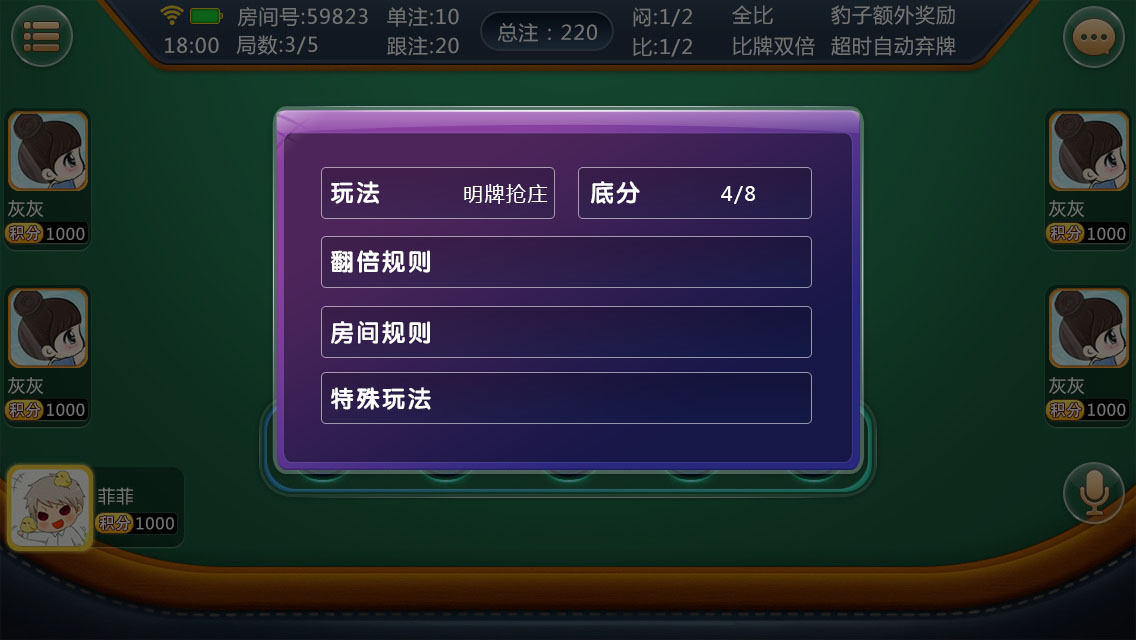 房间号:59823 单注:10 总注：220 闷:1/2 全比 豹子额外奖励
18:00 局数:3/5 跟注:20 比:1/2 比牌双倍 超时自动弃牌
玩法 明牌抢庄 底分 4/8
翻倍规则
房间规则
特殊玩法
灰灰
积分 1000
灰灰
积分 1000
灰灰
积分 1000
灰灰
积分 1000
菲菲
积分 1000